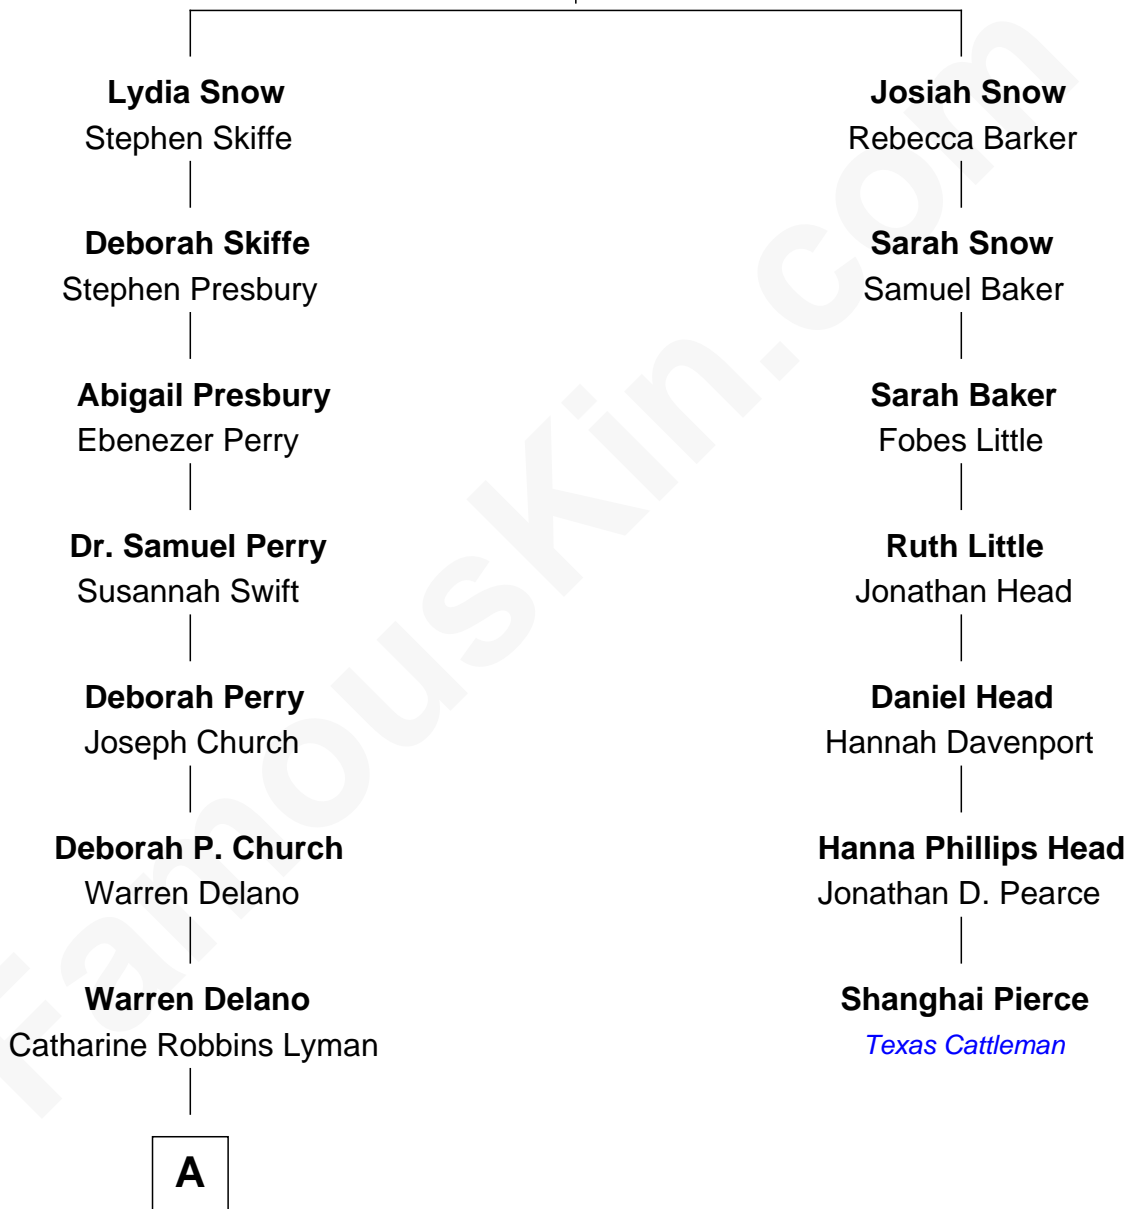 Lydia Snow
Stephen Skiffe
Deborah Skiffe
Stephen Presbury
Abigail Presbury
Ebenezer Perry
Dr. Samuel Perry
Susannah Swift
Deborah Perry
Joseph Church
Deborah P. Church
Warren Delano
Warren Delano
Catharine Robbins Lyman
A
Josiah Snow
Rebecca Barker
Sarah Snow
Samuel Baker
Sarah Baker
Fobes Little
Ruth Little
Jonathan Head
Daniel Head
Hannah Davenport
Hanna Phillips Head
Jonathan D. Pearce
Shanghai Pierce
Texas Cattleman
FamousKin.com